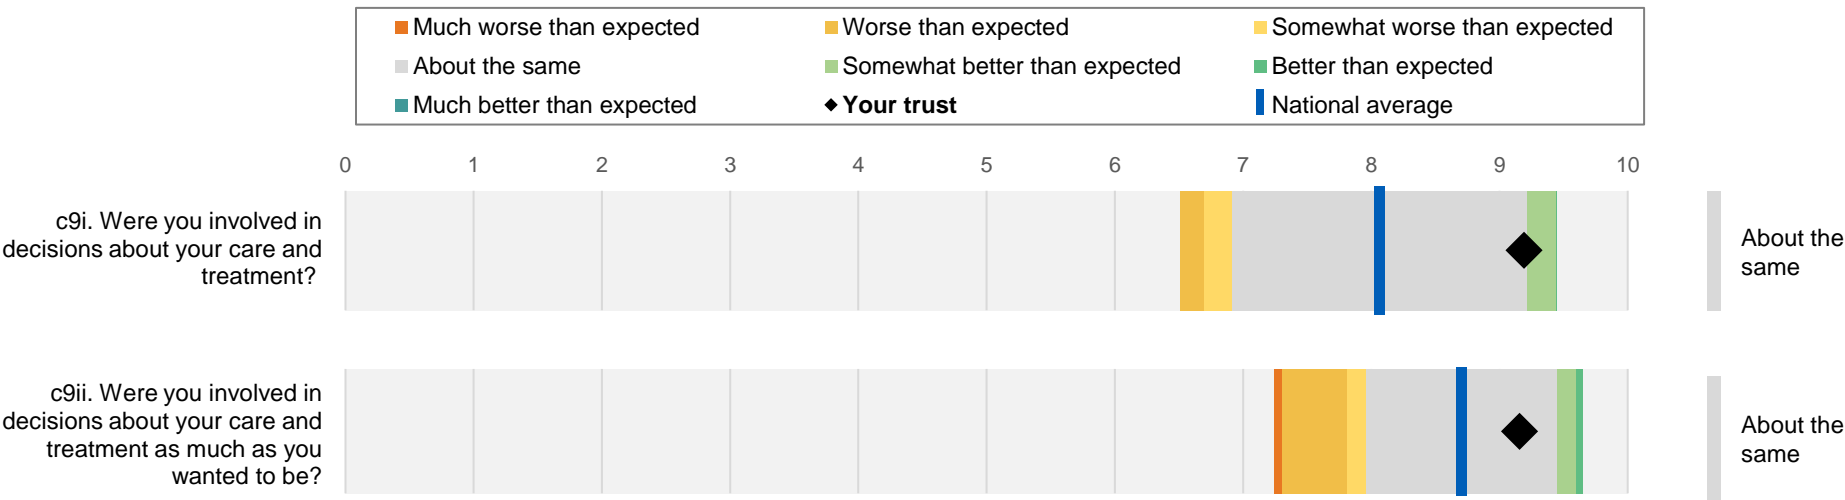 Much worse than expected
Worse than expected
Somewhat worse than expected
About the same
Somewhat better than expected
Better than expected
Much better than expected
Your trust
National average
0 1 2 3 4 5 6 7 8 9 10
c9i. Were you involved in
decisions about your care and
treatment?
About the
same
c9ii. Were you involved in
decisions about your care and
treatment as much as you
wanted to be?
About the
same